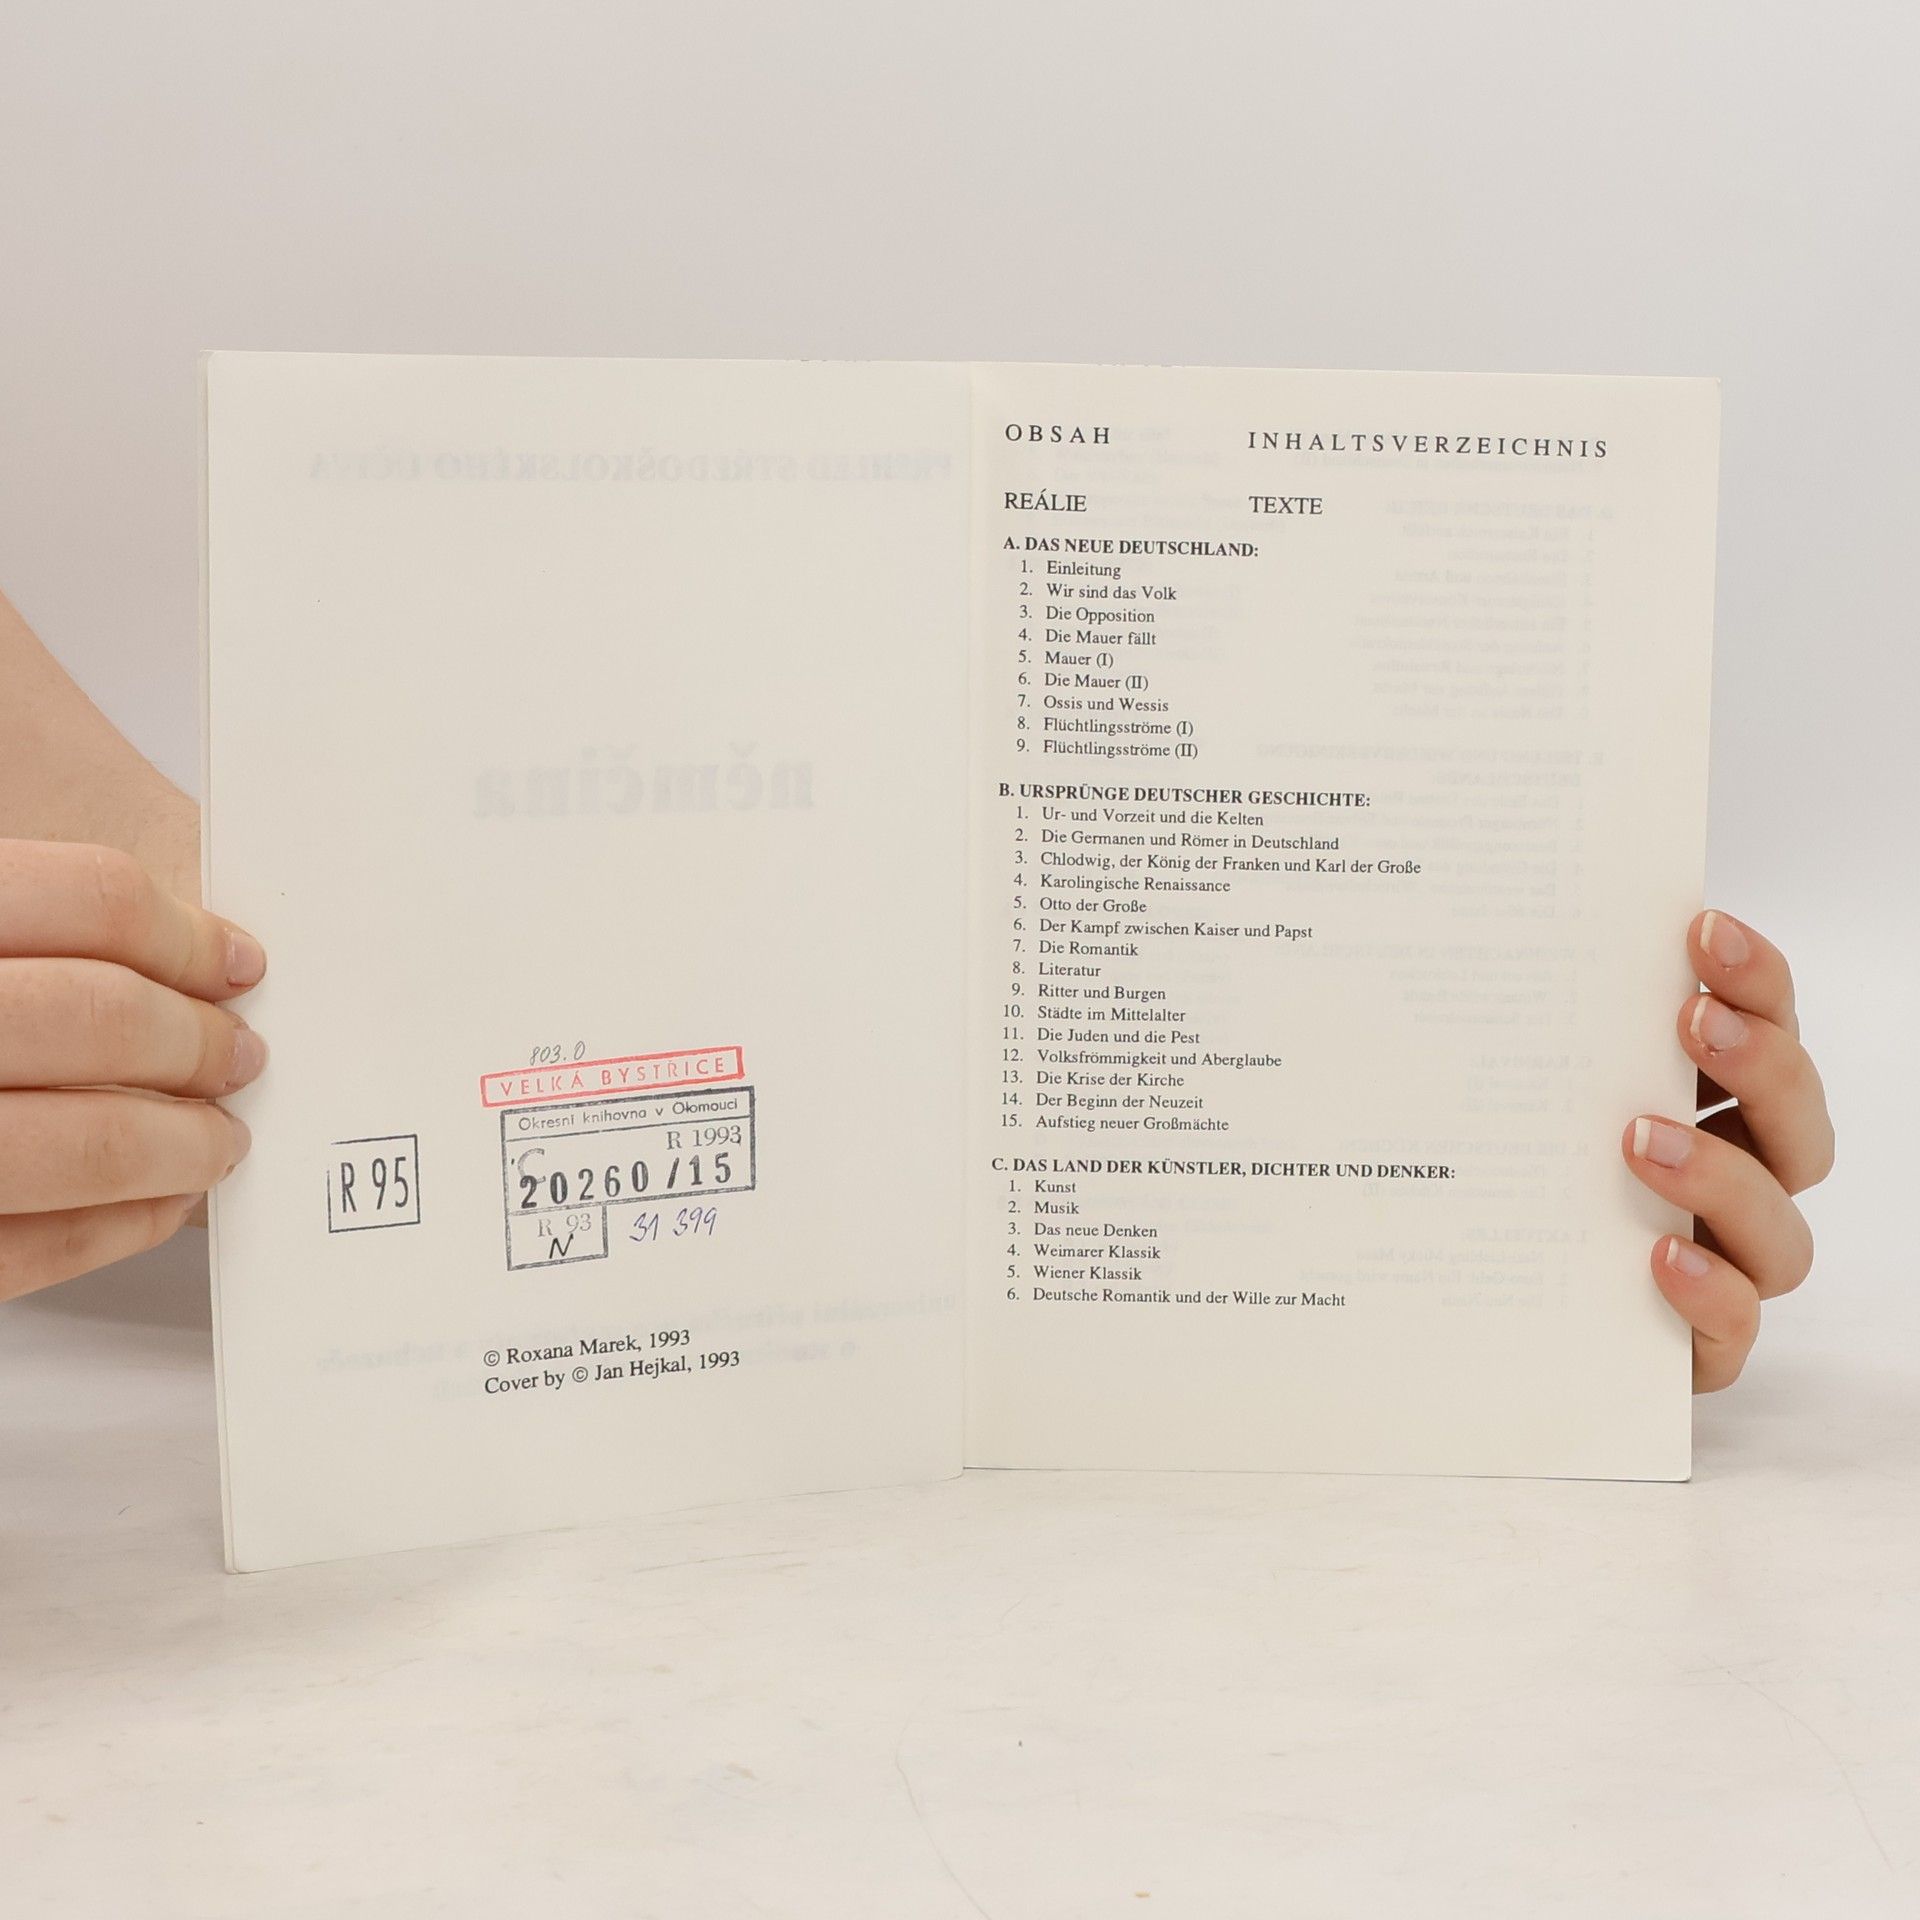 803.0
VELKÁ BYSTŘICE
Okresní knihovna v Olomouci
R 1993
20260/15
R 93
N
31 399
R 95
© Roxana Marek, 1993
Cover by © Jan Hejkal, 1993
OBSAH INHALTSVERZEICHNIS
REÁLIE TEXTE
A. DAS NEUE DEUTSCHLAND:
1. Einleitung
2. Wir sind das Volk
3. Die Opposition
4. Die Mauer fällt
5. Mauer (I)
6. Die Mauer (II)
7. Ossis und Wessis
8. Flüchtlingsströme (I)
9. Flüchtlingsströme (II)
B. URSPRÜNGE DEUTSCHER GESCHICHTE:
1. Ur- und Vorzeit und die Kelten
2. Die Germanen und Römer in Deutschland
3. Chlodwig, der König der Franken und Karl der Große
4. Karolingische Renaissance
5. Otto der Große
6. Der Kampf zwischen Kaiser und Papst
7. Die Romantik
8. Literatur
9. Ritter und Burgen
10. Städte im Mittelalter
11. Die Juden und die Pest
12. Volksfrömmigkeit und Aberglaube
13. Die Krise der Kirche
14. Der Beginn der Neuzeit
15. Aufstieg neuer Großmächte
C. DAS LAND DER KÜNSTLER, DICHTER UND DENKER:
1. Kunst
2. Musik
3. Das neue Denken
4. Weimarer Klassik
5. Wiener Klassik
6. Deutsche Romantik und der Wille zur Macht